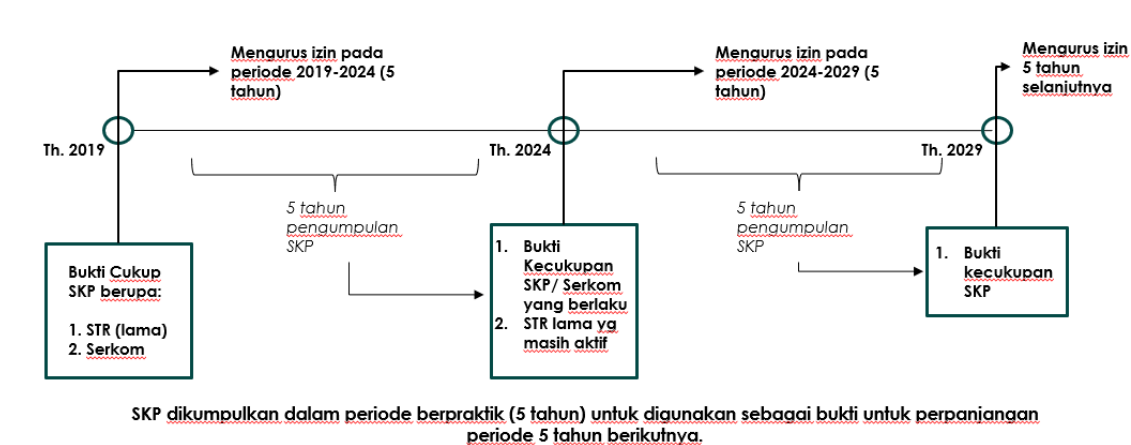 Mengurus izin pada
periode 2019-2024 (5
tahun)
Mengurus izin pada
periode 2024-2029 (5
tahun)
Mengurus izin
5 tahun
selanjutnya
Th. 2019
Th. 2024
Th. 2029
5 tahun
pengumpulan
SKP
5 tahun
pengumpulan
SKP
Bukti Cukup
SKP berupa:
1. STR (lama)
2. Serkom
1. Bukti
Kecukupan
SKP/ Serkom
yang berlaku
2. STR lama yg
masih aktif
1. Bukti
kecukupan
SKP
SKP dikumpulkan dalam periode berpraktik (5 tahun) untuk digunakan sebagai bukti untuk perpanjangan
periode 5 tahun berikutnya.